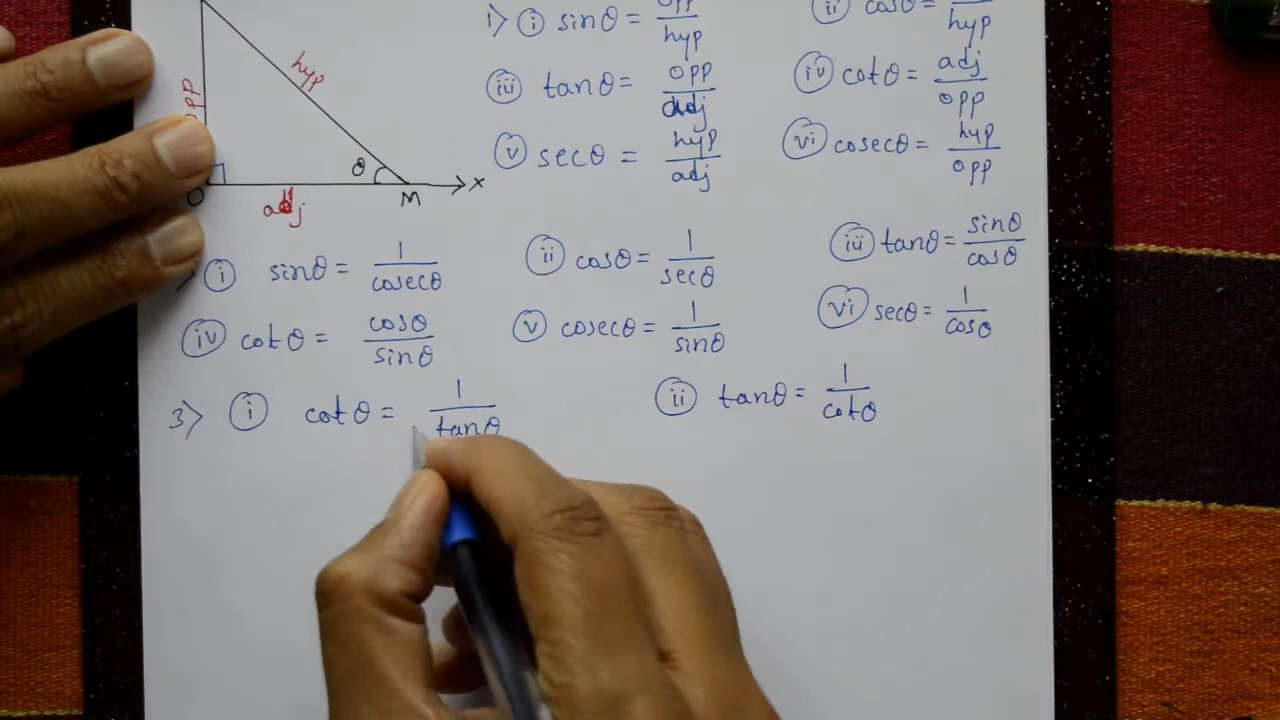 1> (i) sinθ = opp/hyp (ii) cosθ = /hyp
hyp
opp
(iii) tanθ = opp/adj (iv) cotθ = adj/opp
(v) secθ = hyp/adj (vi) cosecθ = hyp/opp
θ
O M X
adj
(i) sinθ = 1/cosecθ (ii) cosθ = 1/secθ (iii) tanθ = sinθ/cosθ
(iv) cotθ = cosθ/sinθ (v) cosecθ = 1/sinθ (vi) secθ = 1/cosθ
3> (i) cotθ = 1/tanθ (ii) tanθ = 1/cotθ